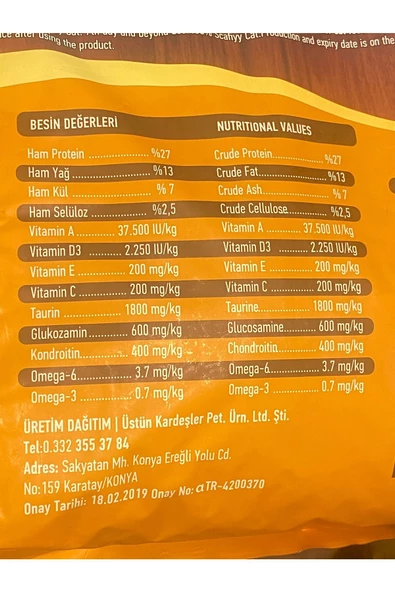 using the product.
and expiry date is on the
BESİN DEĞERLERİ
Ham Protein .................. %27
Ham Yağ ..................... %13
Ham Kül ..................... % 7
Ham Selüloz ................ %2,5
Vitamin A ........ 37.500 IU/kg
Vitamin D3 ....... 2.250 IU/kg
Vitamin E ............ 200 mg/kg
Vitamin C ............ 200 mg/kg
Taurin ............... 1800 mg/kg
Glukozamin ......... 600 mg/kg
Kondroitin ........... 400 mg/kg
Omega-6 .............. 3.7 mg/kg
Omega-3 .............. 0.7 mg/kg
NUTRITIONAL VALUES
Crude Protein ................ %27
Crude Fat ..................... %13
Crude Ash ..................... % 7
Crude Cellulose ............ %2,5
Vitamin A ........ 37.500 IU/kg
Vitamin D3 ....... 2.250 IU/kg
Vitamin E ............ 200 mg/kg
Vitamin C ............ 200 mg/kg
Taurine .............. 1800 mg/kg
Glucosamine ........ 600 mg/kg
Chondroitin .......... 400 mg/kg
Omega-6 .............. 3.7 mg/kg
Omega-3 .............. 0.7 mg/kg
ÜRETİM DAĞITIM | Üstün Kardeşler Pet. Ürn. Ltd. Şti.
Tel:0.332 355 37 84
Adres: Sakyatan Mh. Konya Ereğli Yolu Cd.
No:159 Karatay/KONYA
Onay Tarihi: 18.02.2019 Onay No: αTR-4200370